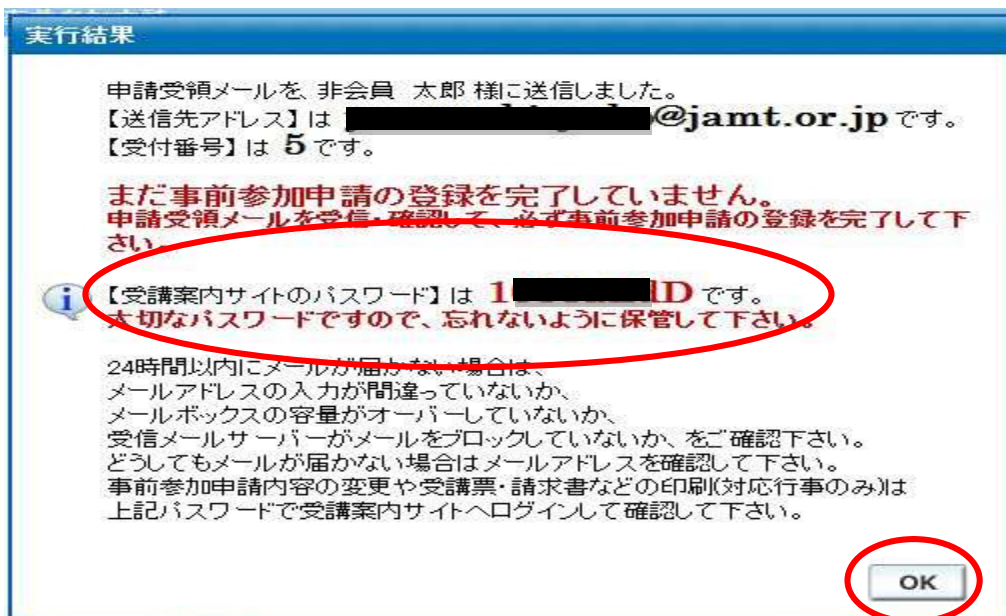 実行結果
申請受領メールを、非会員 太郎 様に送信しました。
【送信先アドレス】は @jamt.or.jp です。
【受付番号】は 5 です。
まだ事前参加申請の登録を完了していません。
申請受領メールを受信・確認して、必ず事前参加申請の登録を完了して下
さい。
【受講案内サイトのパスワード】は 1 D です。
大切なパスワードですので、忘れないように保管して下さい。
24時間以内にメールが届かない場合は、
メールアドレスの入力が間違っていないか、
メールボックスの容量がオーバーしていないか、
受信メールサーバーがメールをブロックしていないか、をご確認下さい。
どうしてもメールが届かない場合はメールアドレスを確認して下さい。
事前参加申請内容の変更や受講票・請求書などの印刷(対応行事のみ)は
上記パスワードで受講案内サイトへログインして確認して下さい。
OK